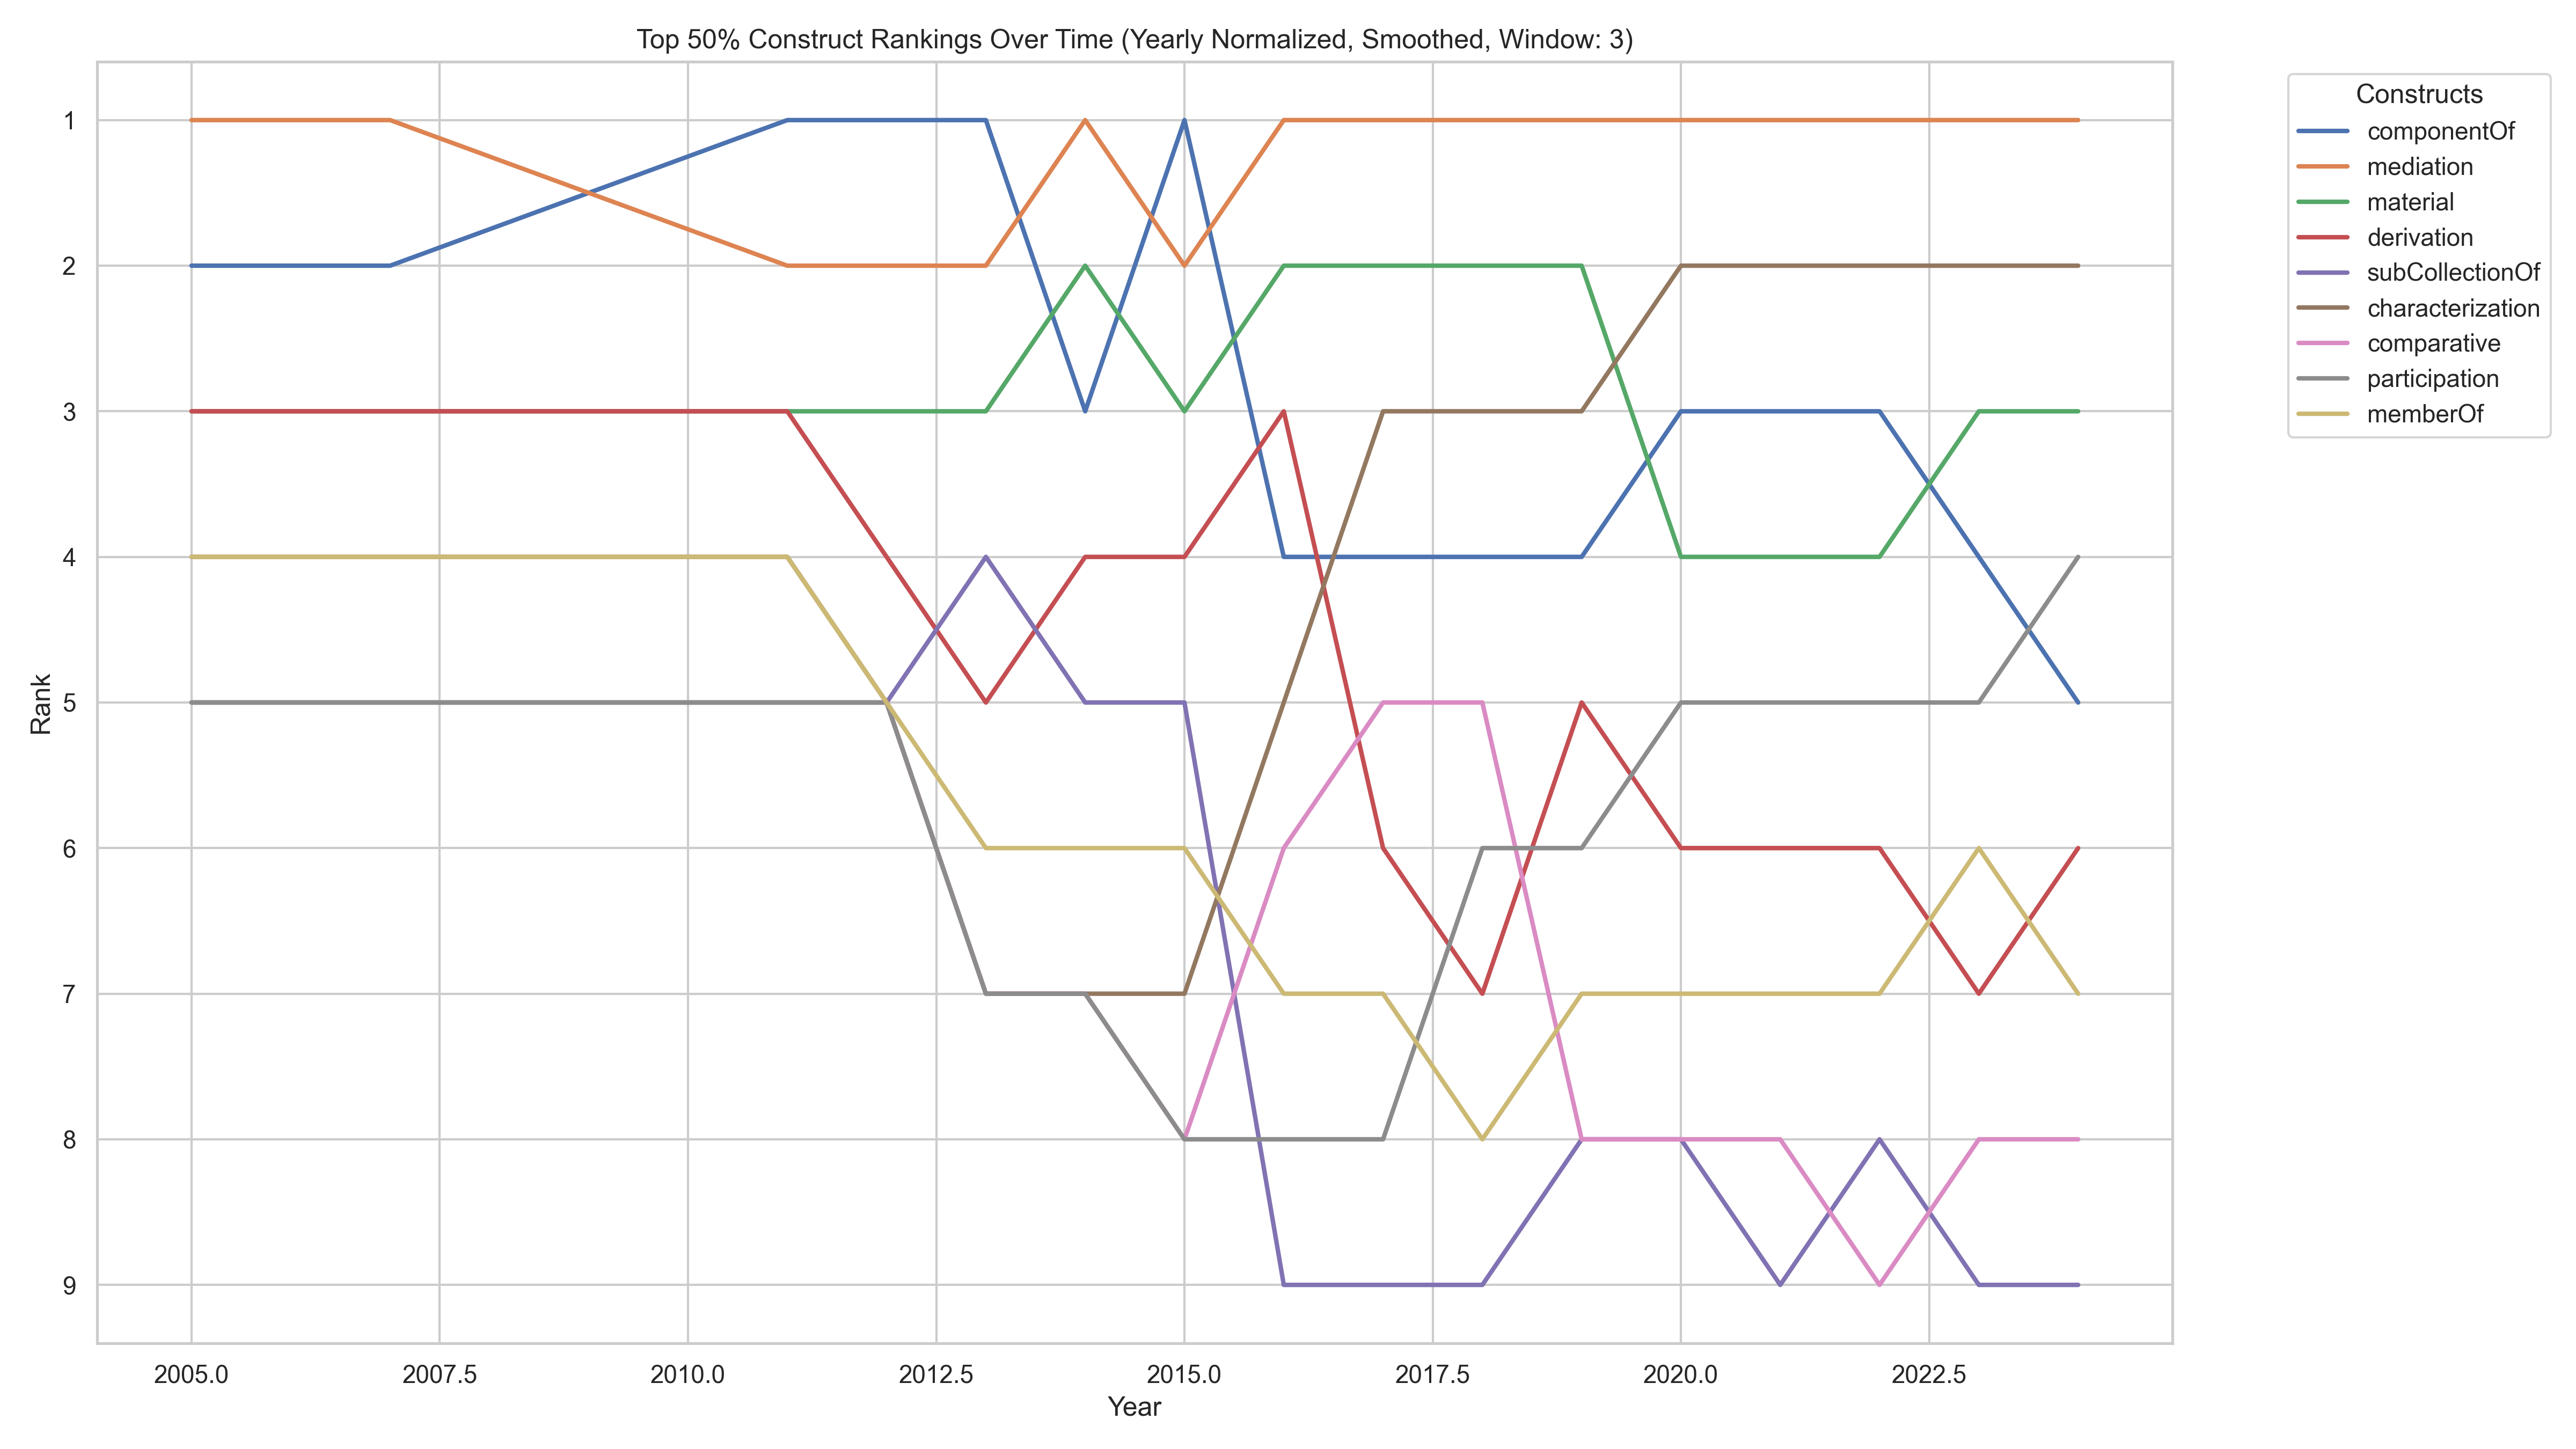 Top 50% Construct Rankings Over Time (Yearly Normalized, Smoothed, Window: 3)
Rank
1
2
3
4
5
6
7
8
9
2005.0
2007.5
2010.0
2012.5
2015.0
2017.5
2020.0
2022.5
Year
Constructs
componentOf
mediation
material
derivation
subCollectionOf
characterization
comparative
participation
memberOf